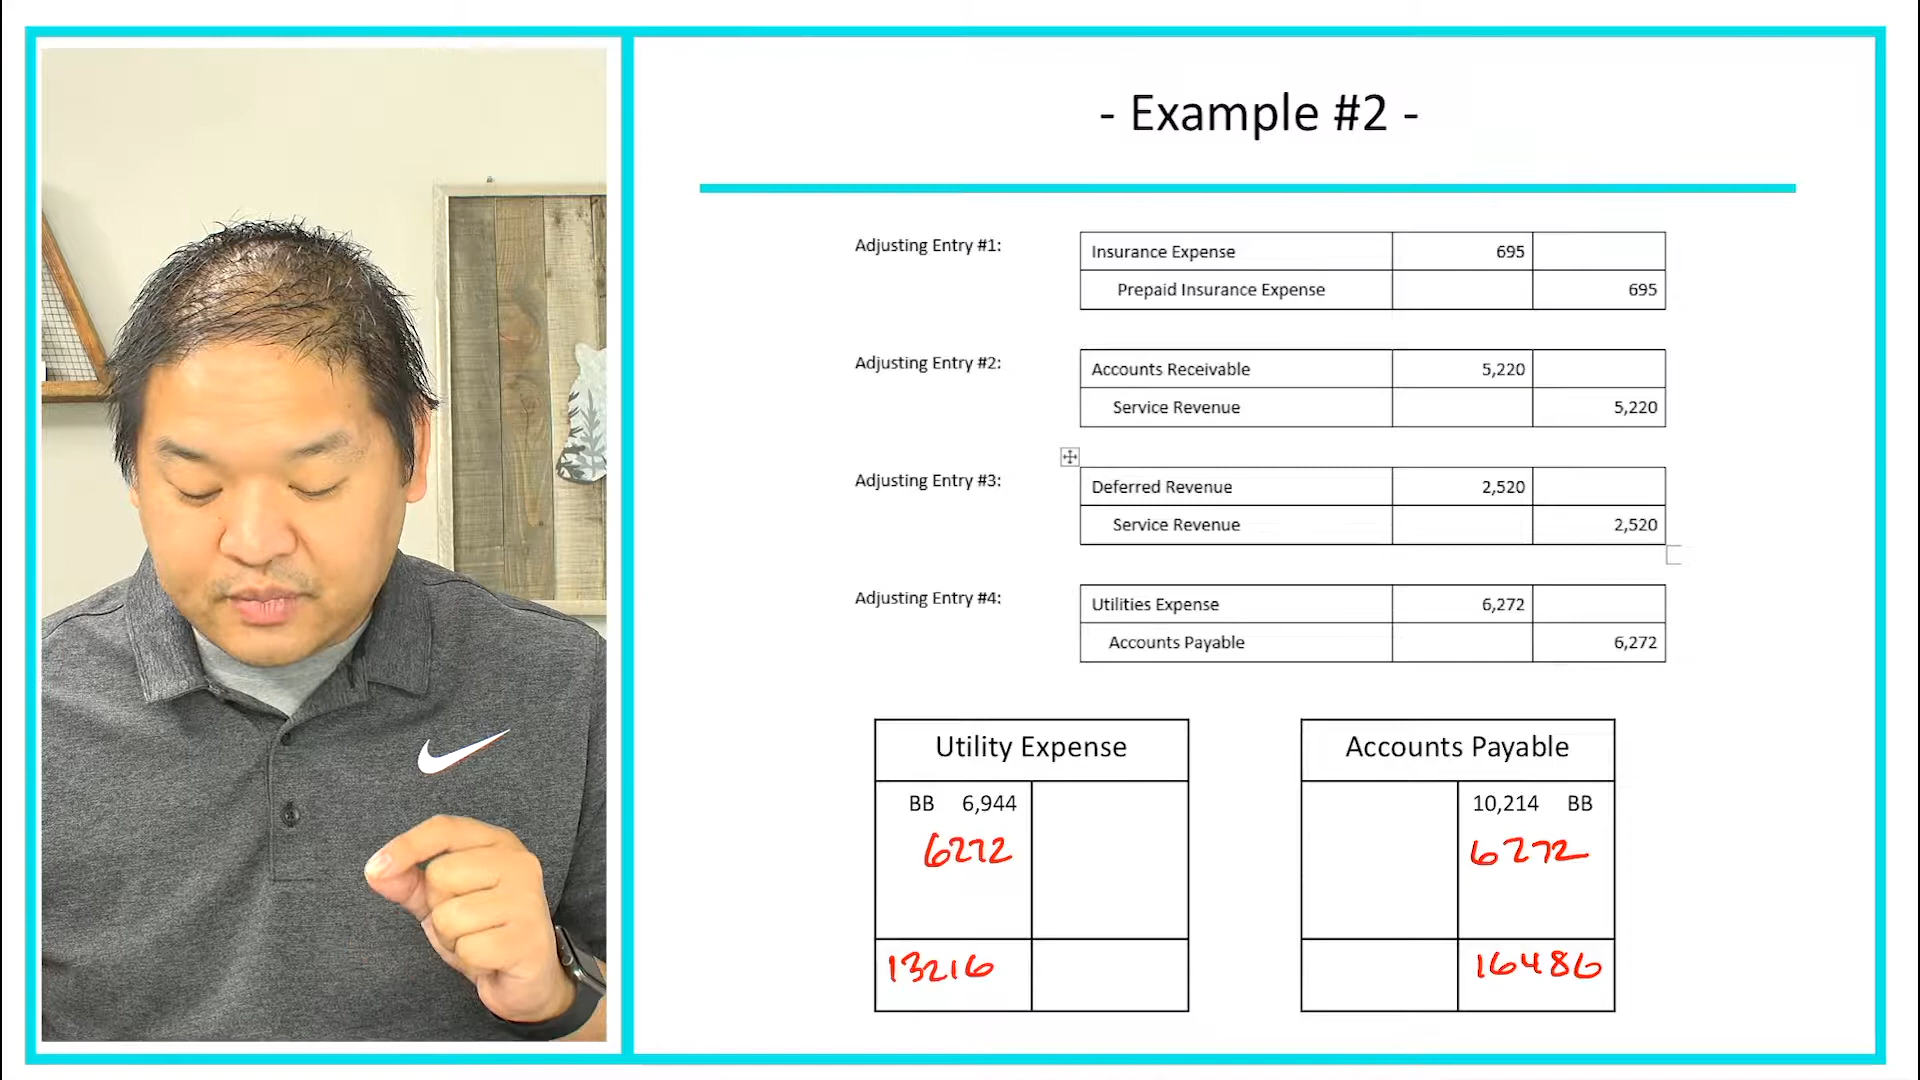 - Example #2 -
Adjusting Entry #1:
Insurance Expense 695
Prepaid Insurance Expense 695
Adjusting Entry #2:
Accounts Receivable 5,220
Service Revenue 5,220
Adjusting Entry #3:
Deferred Revenue 2,520
Service Revenue 2,520
Adjusting Entry #4:
Utilities Expense 6,272
Accounts Payable 6,272
Utility Expense
BB 6,944
6272
13216
Accounts Payable
10,214 BB
6272
16486